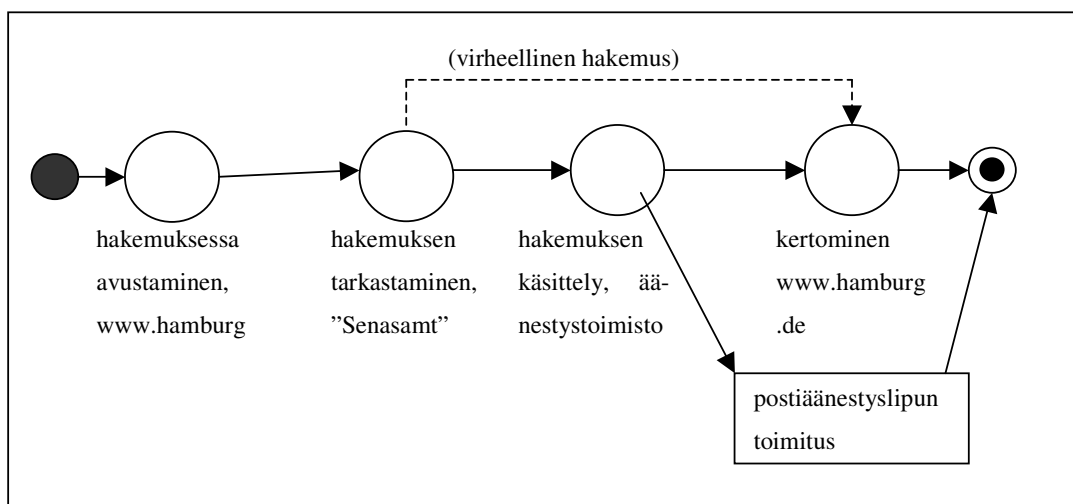 (virheellinen hakemus)
hakemuksessa
avustaminen,
www.hamburg
hakemuksen
tarkastaminen,
”Senasamt”
hakemuksen
käsittely, ää-
nestystoimisto
kertominen
www.hamburg
.de
postiäänestyslipun
toimitus